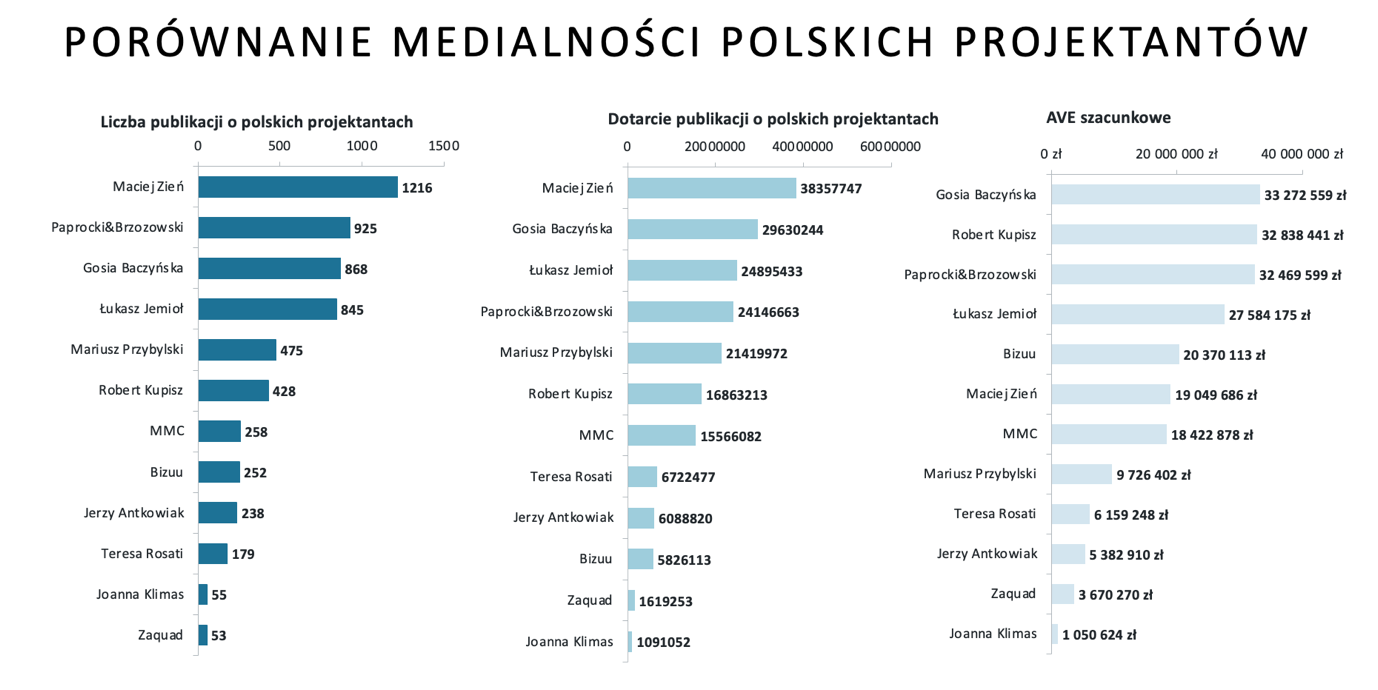 PORÓWNANIE MEDIALNOŚCI POLSKICH PROJEKTANTÓW
Liczba publikacji o polskich projektantach
0 500 1000 1500
Maciej Zień 1216
Paprocki&Brzozowski 925
Gosia Baczyńska 868
Łukasz Jemioł 845
Mariusz Przybylski 475
Robert Kupisz 428
MMC 258
Bizuu 252
Jerzy Antkowiak 238
Teresa Rosati 179
Joanna Klimas 55
Zaquad 53
Dotarcie publikacji o polskich projektantach
0 20000000 40000000 60000000
Maciej Zień 38357747
Gosia Baczyńska 29630244
Łukasz Jemioł 24895433
Paprocki&Brzozowski 24146663
Mariusz Przybylski 21419972
Robert Kupisz 16863213
MMC 15566082
Teresa Rosati 6722477
Jerzy Antkowiak 6088820
Bizuu 5826113
Zaquad 1619253
Joanna Klimas 1091052
AVE szacunkowe
0 zł 20 000 000 zł 40 000 000 zł
Gosia Baczyńska 33 272 559 zł
Robert Kupisz 32 838 441 zł
Paprocki&Brzozowski 32 469 599 zł
Łukasz Jemioł 27 584 175 zł
Bizuu 20 370 113 zł
Maciej Zień 19 049 686 zł
MMC 18 422 878 zł
Mariusz Przybylski 9 726 402 zł
Teresa Rosati 6 159 248 zł
Jerzy Antkowiak 5 382 910 zł
Zaquad 3 670 270 zł
Joanna Klimas 1 050 624 zł